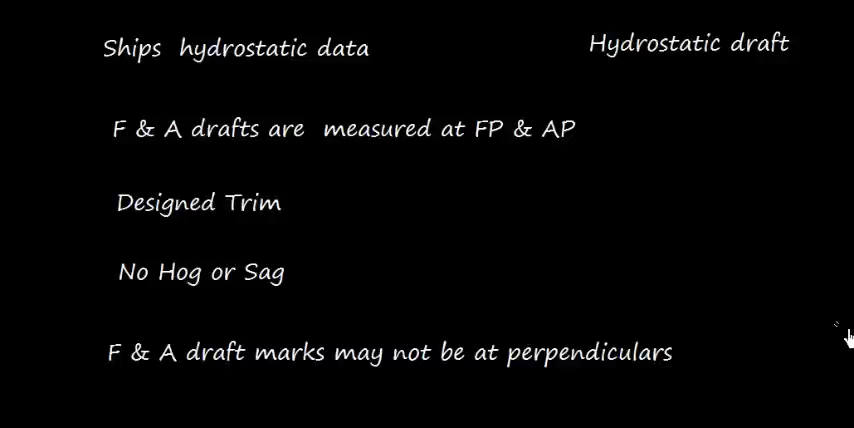 Ships hydrostatic data
Hydrostatic draft
F & A drafts are measured at FP & AP
Designed Trim
No Hog or Sag
F & A draft marks may not be at perpendiculars